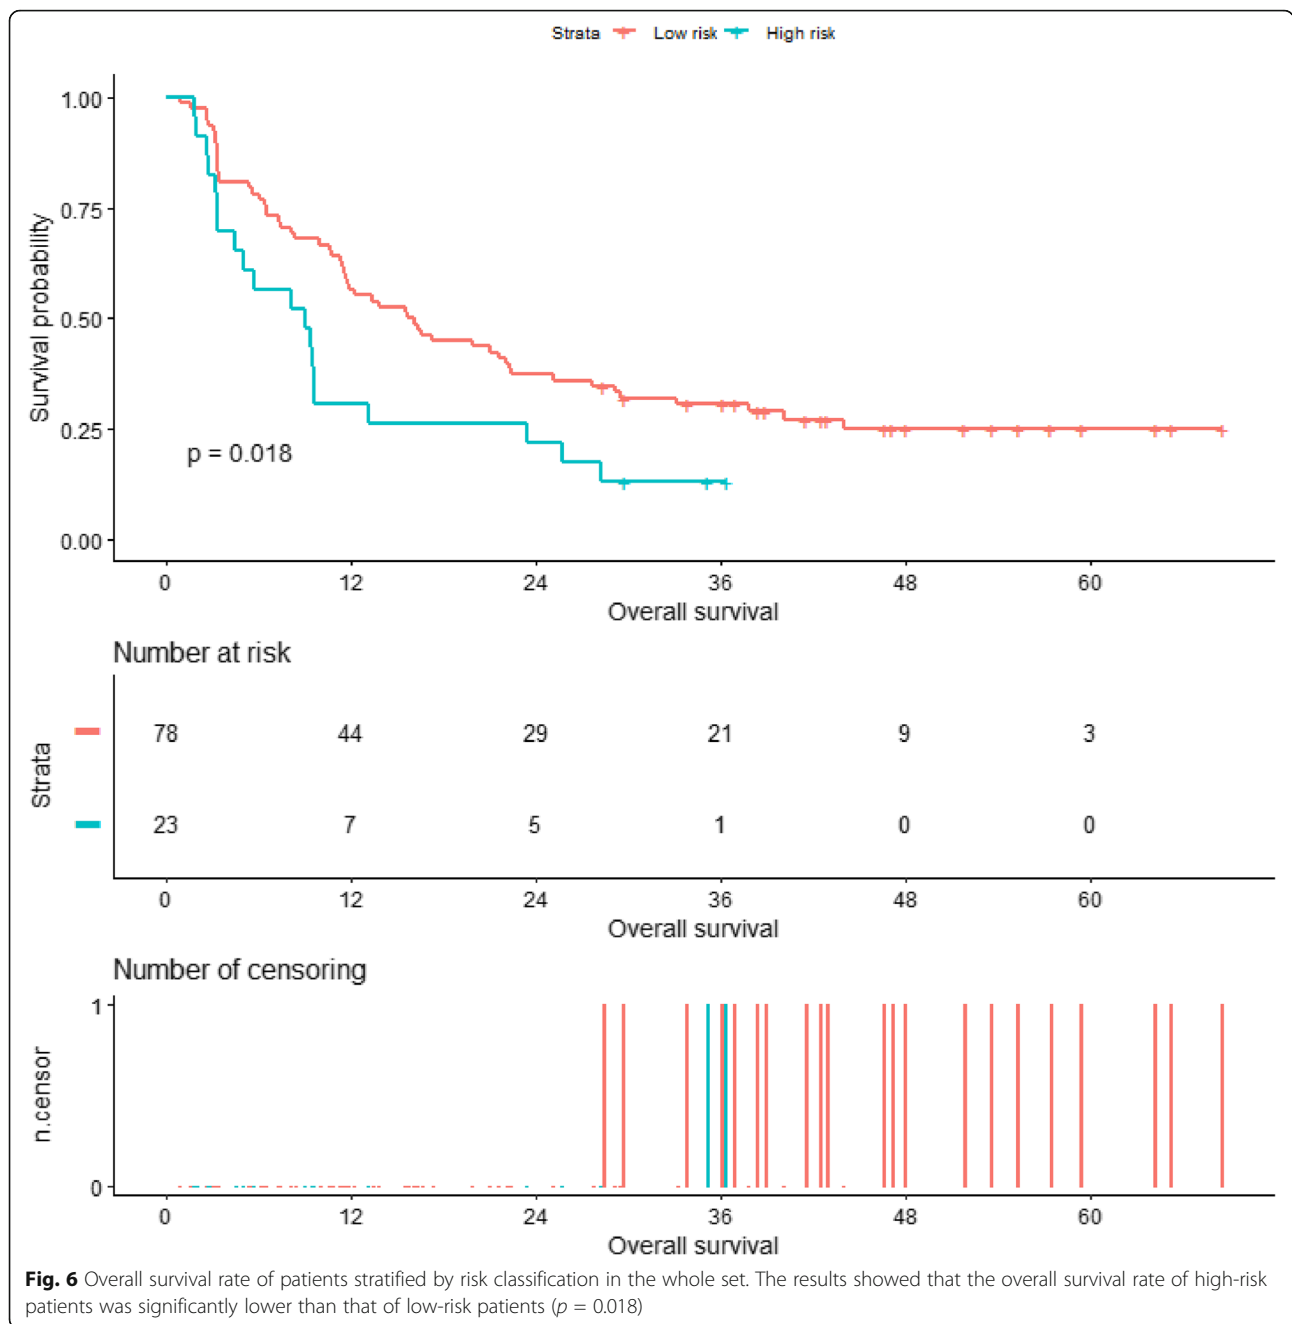 Strata Low risk High risk
1.00
0.75
0.50
0.25
0.00
Survival probability
p = 0.018
0 12 24 36 48 60
Overall survival
Number at risk
Strata
78 44 29 21 9 3
23 7 5 1 0 0
0 12 24 36 48 60
Overall survival
Number of censoring
n.censor
1
0
0 12 24 36 48 60
Overall survival
Fig. 6 Overall survival rate of patients stratified by risk classification in the whole set. The results showed that the overall survival rate of high-risk
patients was significantly lower than that of low-risk patients (p = 0.018)